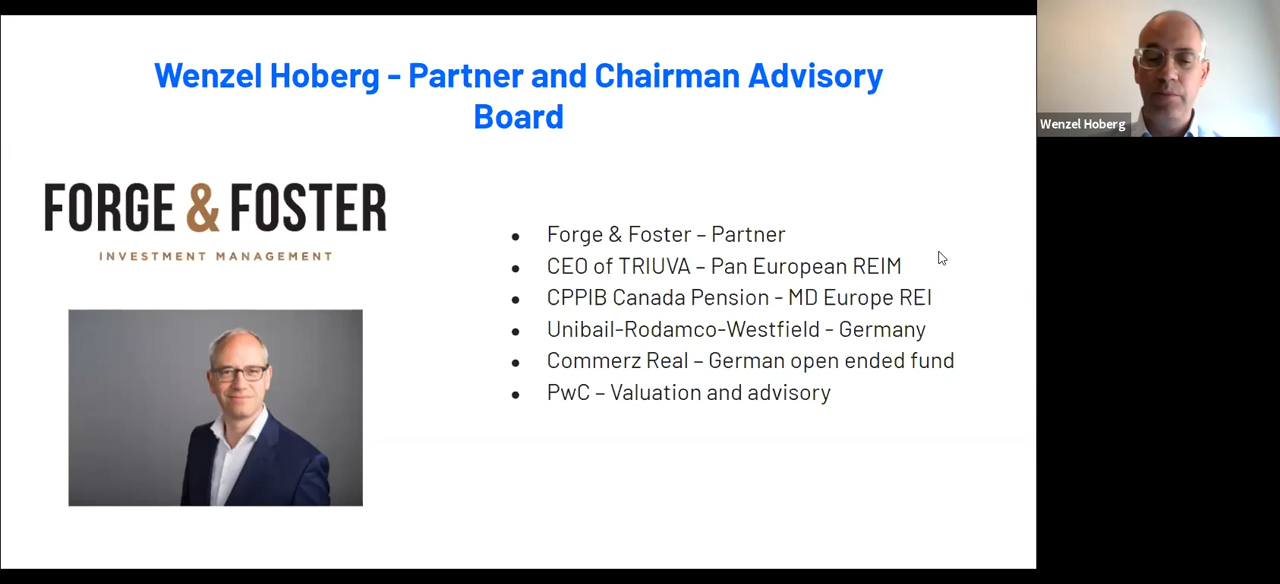 Wenzel Hoberg - Partner and Chairman Advisory
Board
FORGE & FOSTER
INVESTMENT MANAGEMENT
● Forge & Foster – Partner
● CEO of TRIUVA – Pan European REIM
● CPPIB Canada Pension - MD Europe REI
● Unibail-Rodamco-Westfield - Germany
● Commerz Real – German open ended fund
● PwC – Valuation and advisory
Wenzel Hoberg